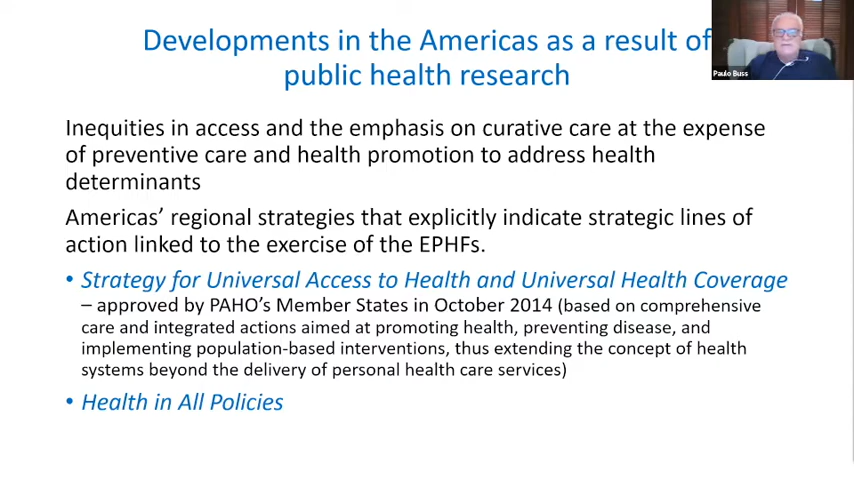 Developments in the Americas as a result of
public health research
Paulo Buss
Inequities in access and the emphasis on curative care at the expense
of preventive care and health promotion to address health
determinants
Americas’ regional strategies that explicitly indicate strategic lines of
action linked to the exercise of the EPHFs.
• Strategy for Universal Access to Health and Universal Health Coverage
– approved by PAHO’s Member States in October 2014 (based on comprehensive
care and integrated actions aimed at promoting health, preventing disease, and
implementing population-based interventions, thus extending the concept of health
systems beyond the delivery of personal health care services)
• Health in All Policies